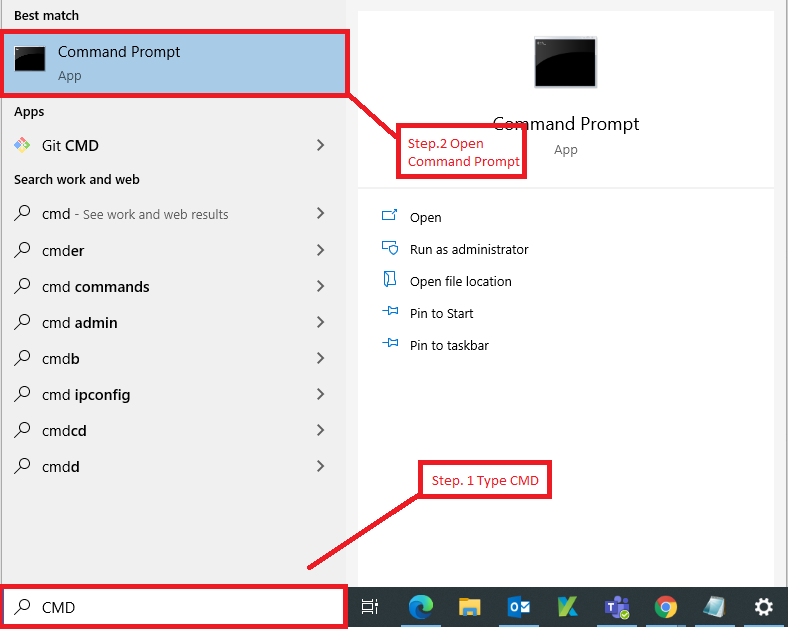 Best match
Command Prompt
App
Apps
Git CMD
Search work and web
cmd - See work and web results
cmder
cmd commands
cmd admin
cmdb
cmd ipconfig
cmdcd
cmdd
CMD
Command Prompt
App
Step.2 Open
Command Prompt
Open
Run as administrator
Open file location
Pin to Start
Pin to taskbar
Step. 1 Type CMD